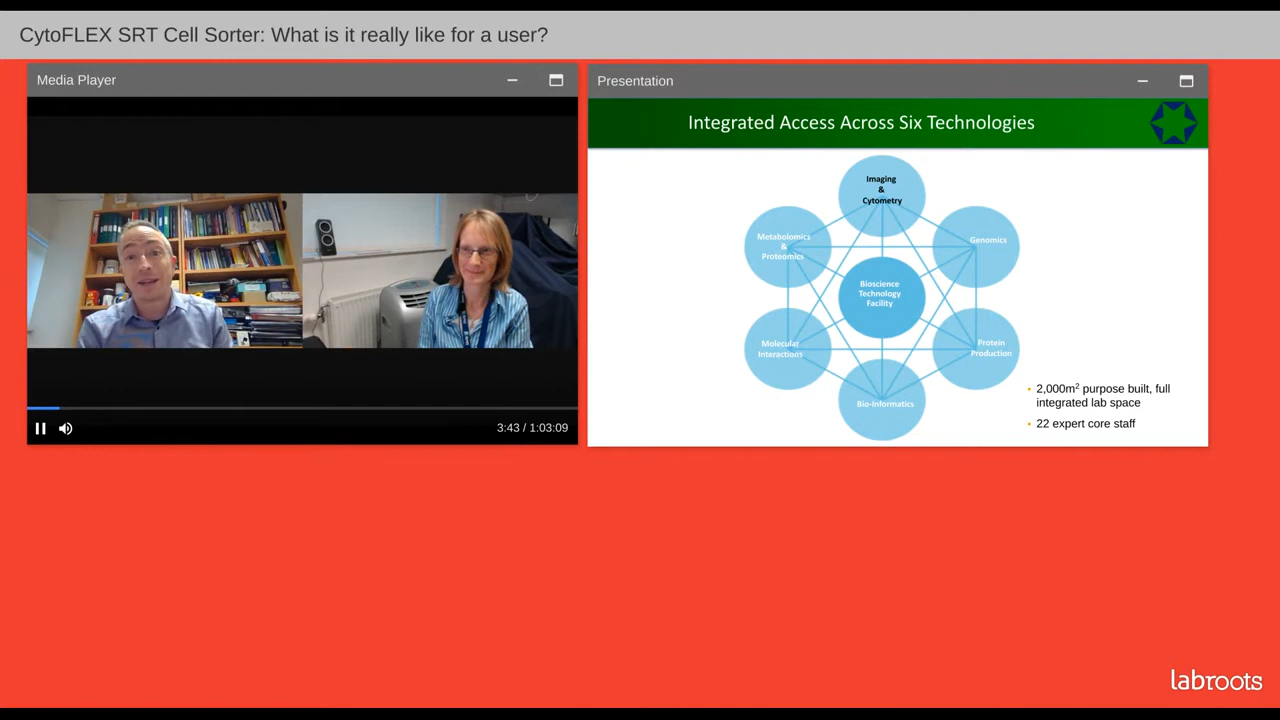 CytoFLEX SRT Cell Sorter: What is it really like for a user?
Media Player
3:43 / 1:03:09
Presentation
Integrated Access Across Six Technologies
Imaging
&
Cytometry
Metabolomics
&
Proteomics
Genomics
Bioscience
Technology
Facility
Molecular
Interactions
Protein
Production
Bio-Informatics
• 2,000m² purpose built, full
integrated lab space
• 22 expert core staff
labroots